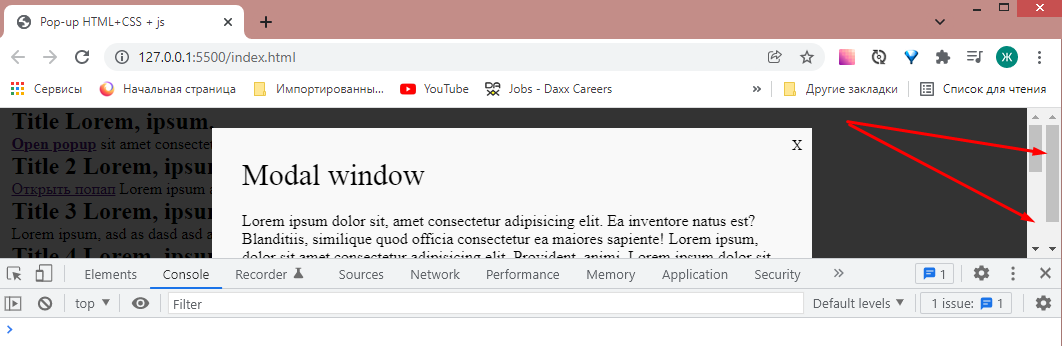 Pop-up HTML+CSS + js
127.0.0.1:5500/index.html
Ж
Сервисы
Начальная страница
Импортированны...
YouTube
Jobs - Daxx Careers
»
Другие закладки
Список для чтения
Title Lorem, ipsum.
Open popup sit amet consectet
Title 2 Lorem, ipsu
Открыть попап Lorem ipsum a
Title 3 Lorem, ipsu
Lorem ipsum, asd as dasd asd a
Title 4 Lorem, ipsu
X
Modal window
Lorem ipsum dolor sit, amet consectetur adipisicing elit. Ea inventore natus est?
Blanditiis, similique quod officia consectetur ea maiores sapiente! Lorem ipsum,
dolor sit amet consectetur adipisicing elit. Provident, animi. Lorem ipsum dolor sit
Elements
Console
Recorder
Sources
Network
Performance
Memory
Application
Security
»
1
top
Filter
Default levels
1 issue:
1